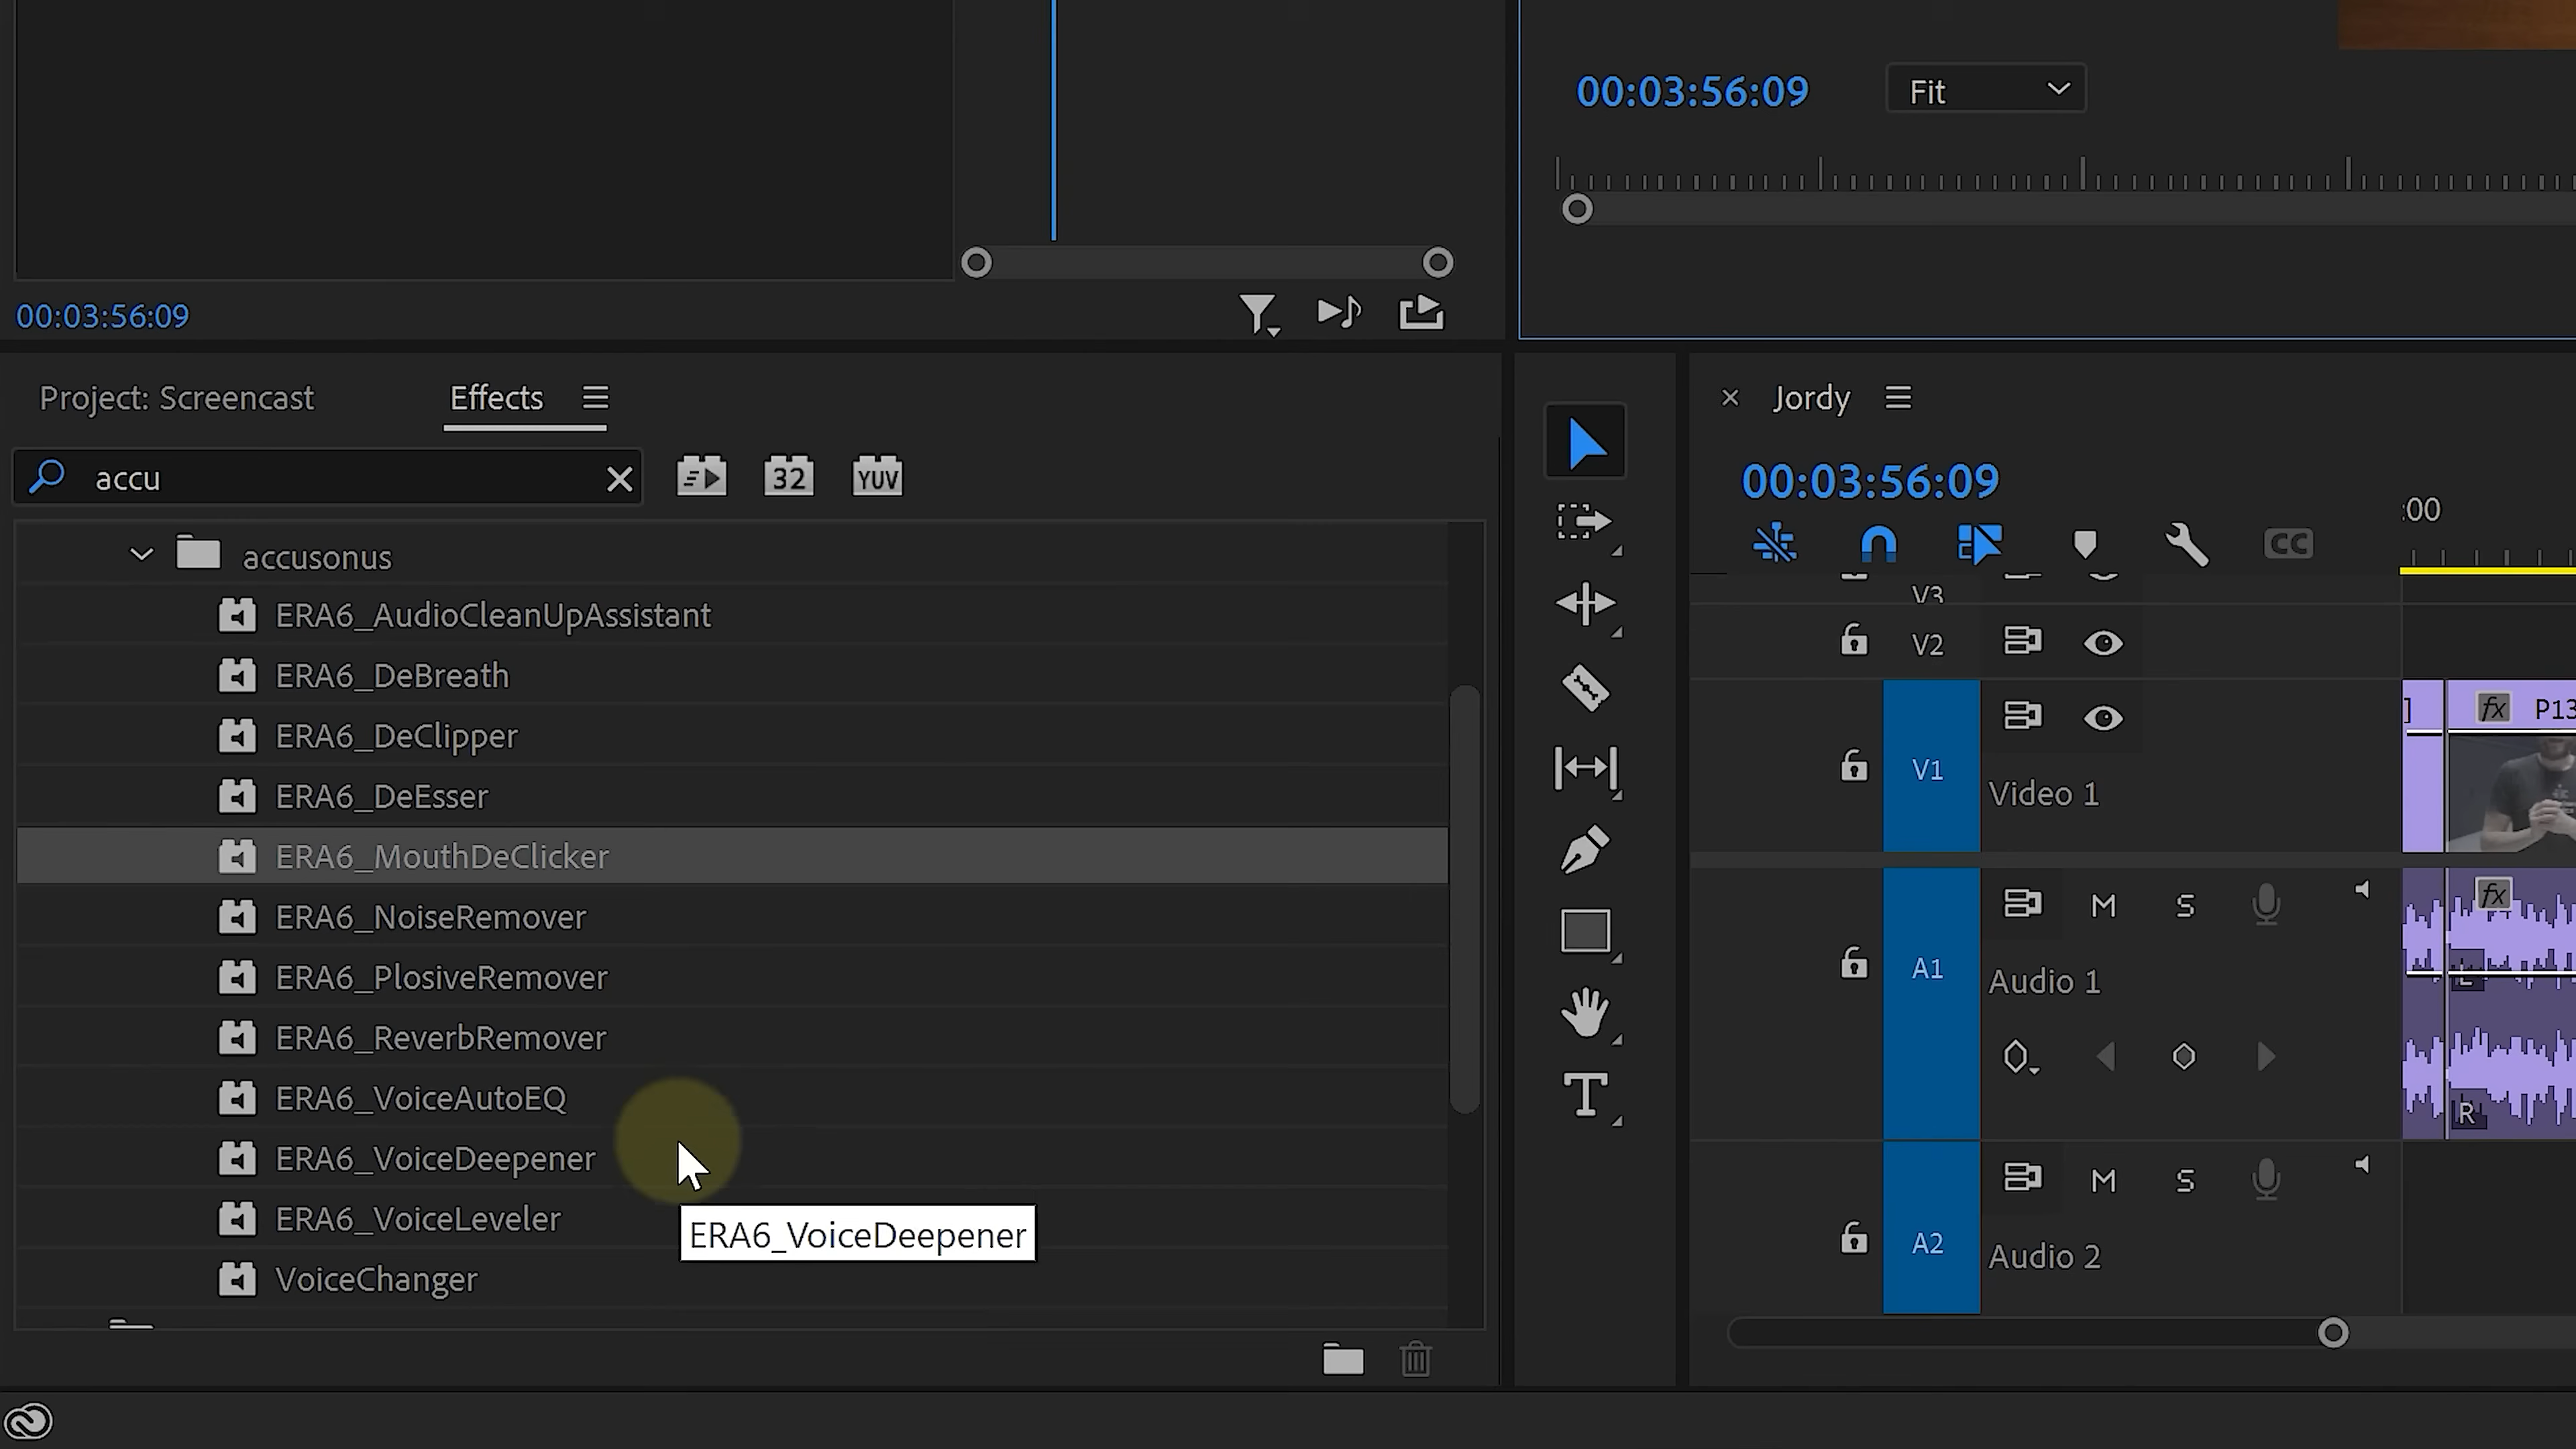 00:03:56:09
Fit
00:03:56:09
Project: Screencast
Effects
accu
32
YUV
accusonus
ERA6_AudioCleanUpAssistant
ERA6_DeBreath
ERA6_DeClipper
ERA6_DeEsser
ERA6_MouthDeClicker
ERA6_NoiseRemover
ERA6_PlosiveRemover
ERA6_ReverbRemover
ERA6_VoiceAutoEQ
ERA6_VoiceDeepener
ERA6_VoiceLeveler
ERA6_VoiceDeepener
VoiceChanger
Jordy
00:03:56:09
:00
CC
V3
V2
V1
Video 1
] fx P13
A1
M S
Audio 1
fx
L
R
A2
M S
Audio 2